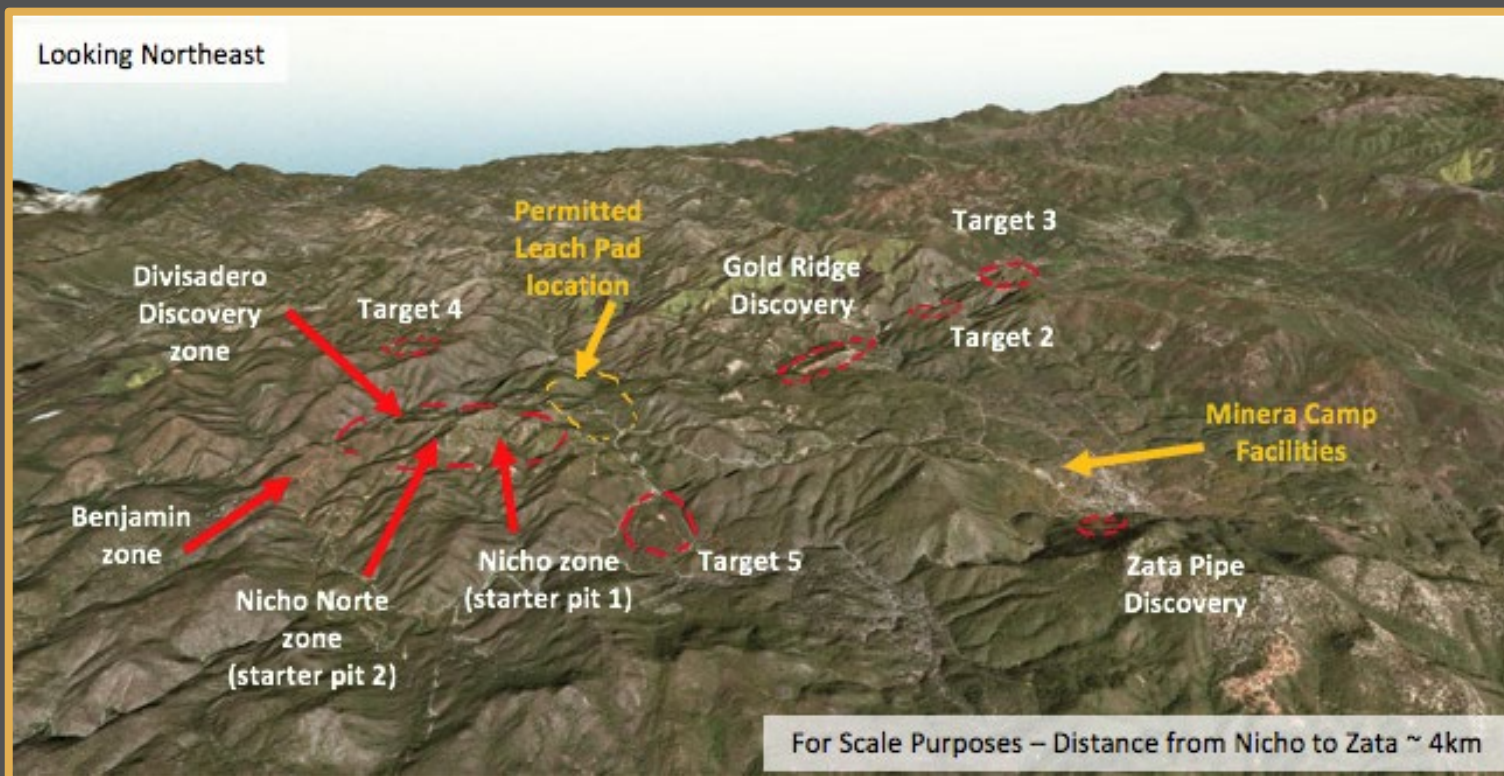 Looking Northeast
Permitted
Leach Pad
location
Target 3
Divisadero
Discovery
zone
Gold Ridge
Discovery
Target 4
Target 2
Minera Camp
Facilities
Benjamin
zone
Nicho zone
(starter pit 1)
Target 5
Zata Pipe
Discovery
Nicho Norte
zone
(starter pit 2)
For Scale Purposes – Distance from Nicho to Zata ~ 4km